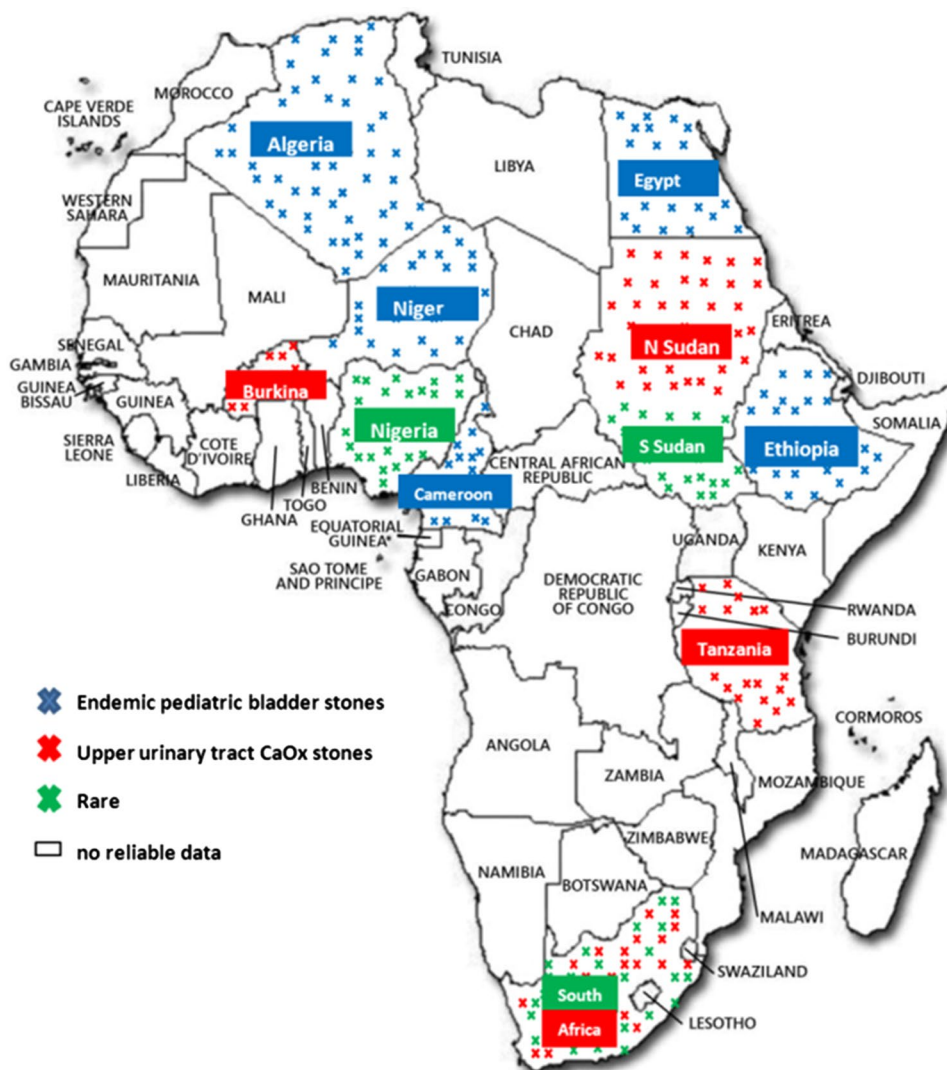 TUNISIA
MOROCCO
CAPE VERDE
ISLANDS
Algeria
LIBYA
Egypt
WESTERN
SAHARA
MAURITANIA
MALI
Niger
CHAD
N Sudan
ERITREA
SENEGAL
GAMBIA
GUINEA
BISSAU
GUINEA
Burkina
DJIBOUTI
SOMALIA
SIERRA
LEONE
COTE
D'IVOIRE
LIBERIA
Nigeria
S Sudan
Ethiopia
BENIN
TOGO
GHANA
Cameroon
CENTRAL AFRICAN
REPUBLIC
EQUATORIAL
GUINEA
SAO TOME
AND PRINCIPE
GABON
CONGO
DEMOCRATIC
REPUBLIC
OF CONGO
UGANDA
KENYA
RWANDA
BURUNDI
Tanzania
Endemic pediatric bladder stones
Upper urinary tract CaOx stones
Rare
no reliable data
CORMOROS
ANGOLA
ZAMBIA
MOZAMBIQUE
ZIMBABWE
NAMIBIA
BOTSWANA
MADAGASCAR
MALAWI
SWAZILAND
South
Africa
LESOTHO